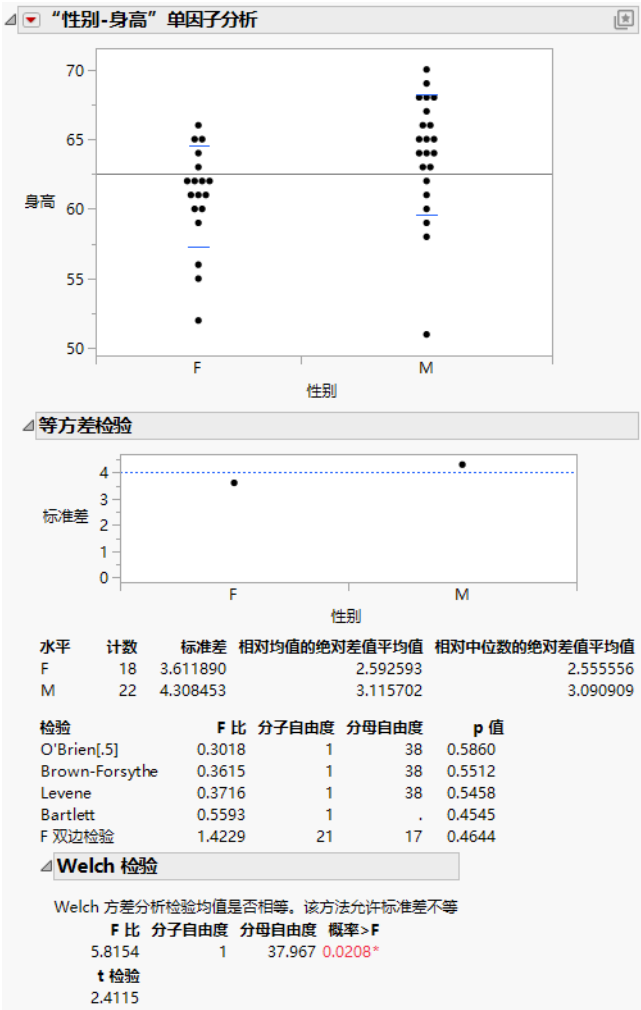 “性别-身高”单因子分析
70
65
身高
60
55
50
F M
性别
等方差检验
4
3
标准差
2
1
0
F M
性别
水平 计数 标准差 相对均值的绝对差值平均值 相对中位数的绝对差值平均值
F 18 3.611890 2.592593 2.555556
M 22 4.308453 3.115702 3.090909
检验 F 比 分子自由度 分母自由度 p 值
O'Brien[.5] 0.3018 1 38 0.5860
Brown-Forsythe 0.3615 1 38 0.5512
Levene 0.3716 1 38 0.5458
Bartlett 0.5593 1 . 0.4545
F 双边检验 1.4229 21 17 0.4644
Welch 检验
Welch 方差分析检验均值是否相等。该方法允许标准差不等
F 比 分子自由度 分母自由度 概率>F
5.8154 1 37.967 0.0208*
t 检验
2.4115